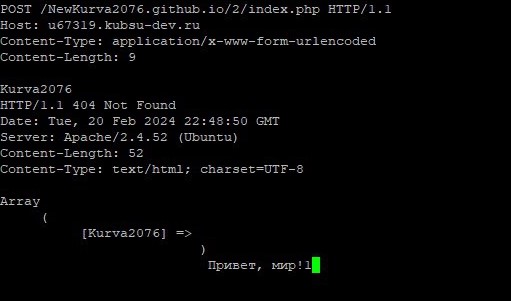 POST /NewKurva2076.github.io/2/index.php HTTP/1.1
Host: u67319.kubsu-dev.ru
Content-Type: application/x-www-form-urlencoded
Content-Length: 9

Kurva2076
HTTP/1.1 404 Not Found
Date: Tue, 20 Feb 2024 22:48:50 GMT
Server: Apache/2.4.52 (Ubuntu)
Content-Length: 52
Content-Type: text/html; charset=UTF-8

Array
(
[Kurva2076] =>
)
Привет, мир!1